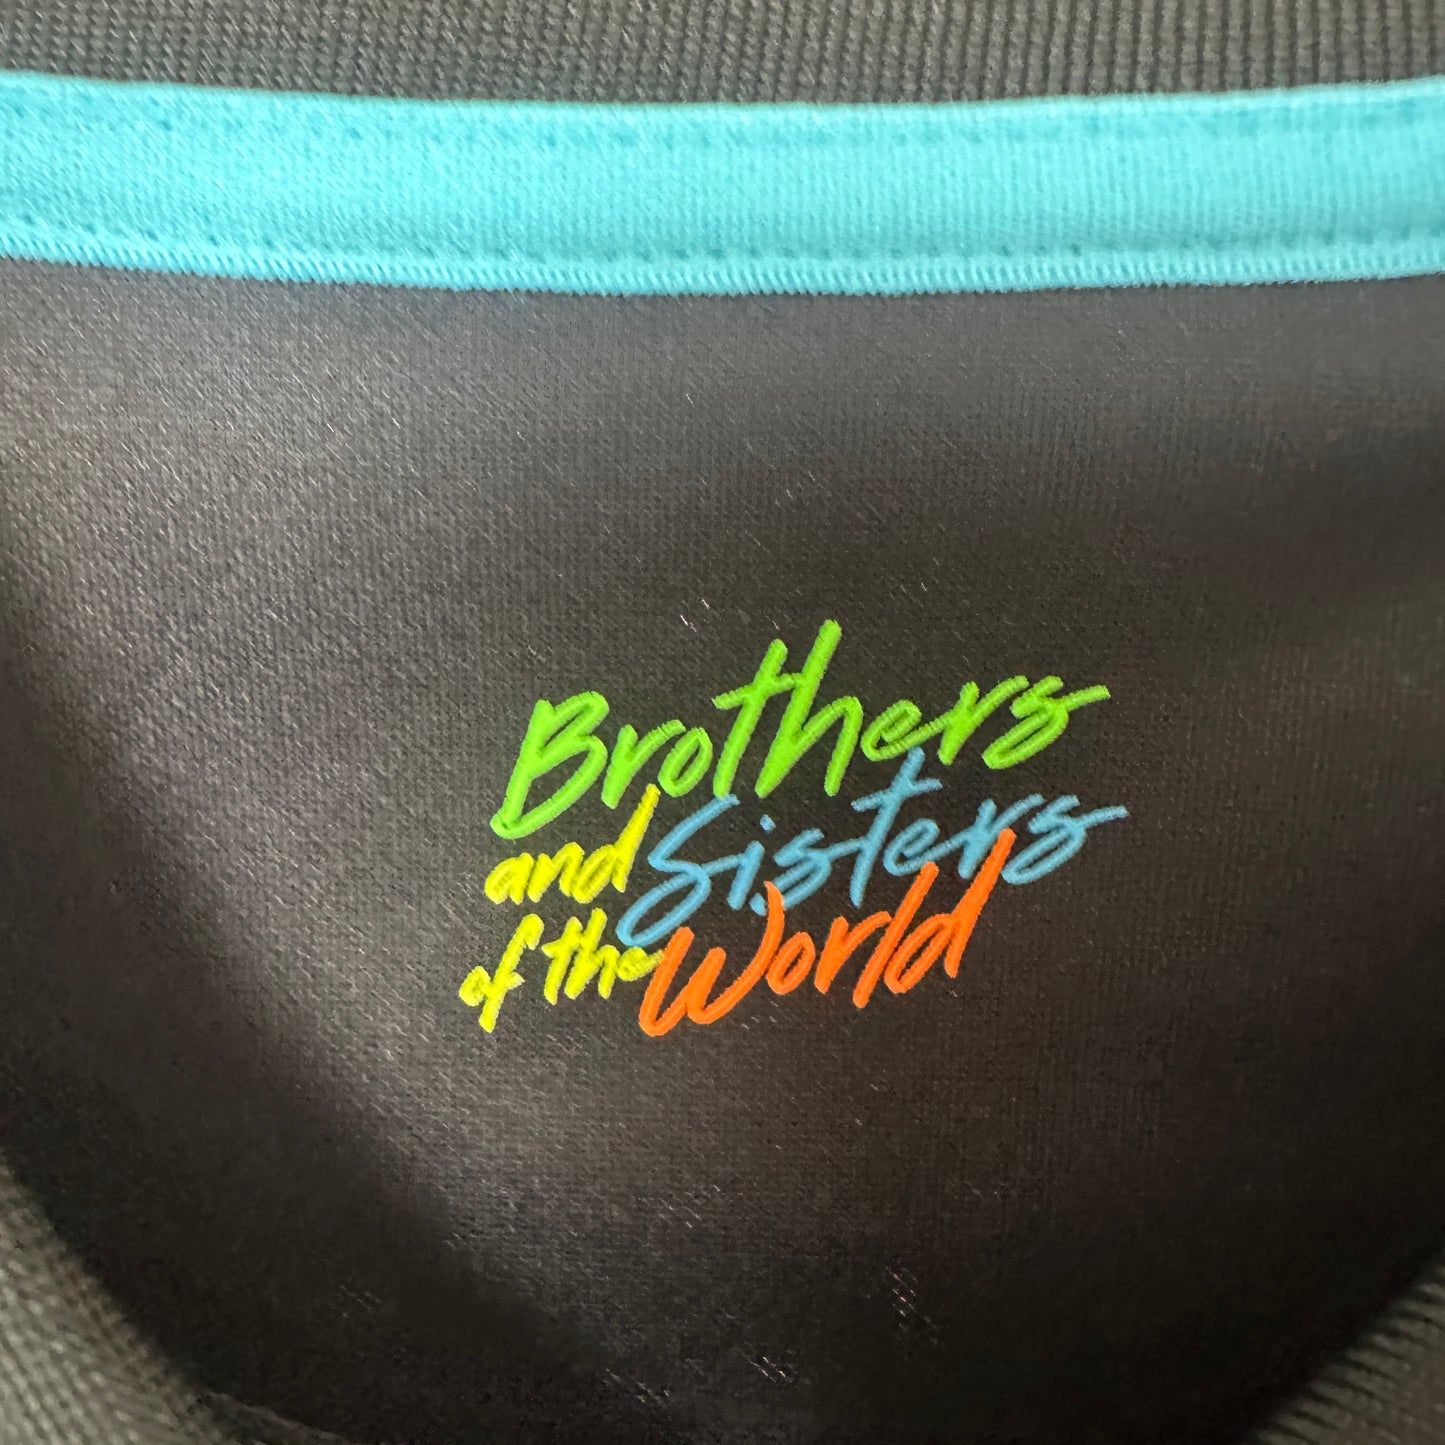 Brothers
and Sisters
of the World